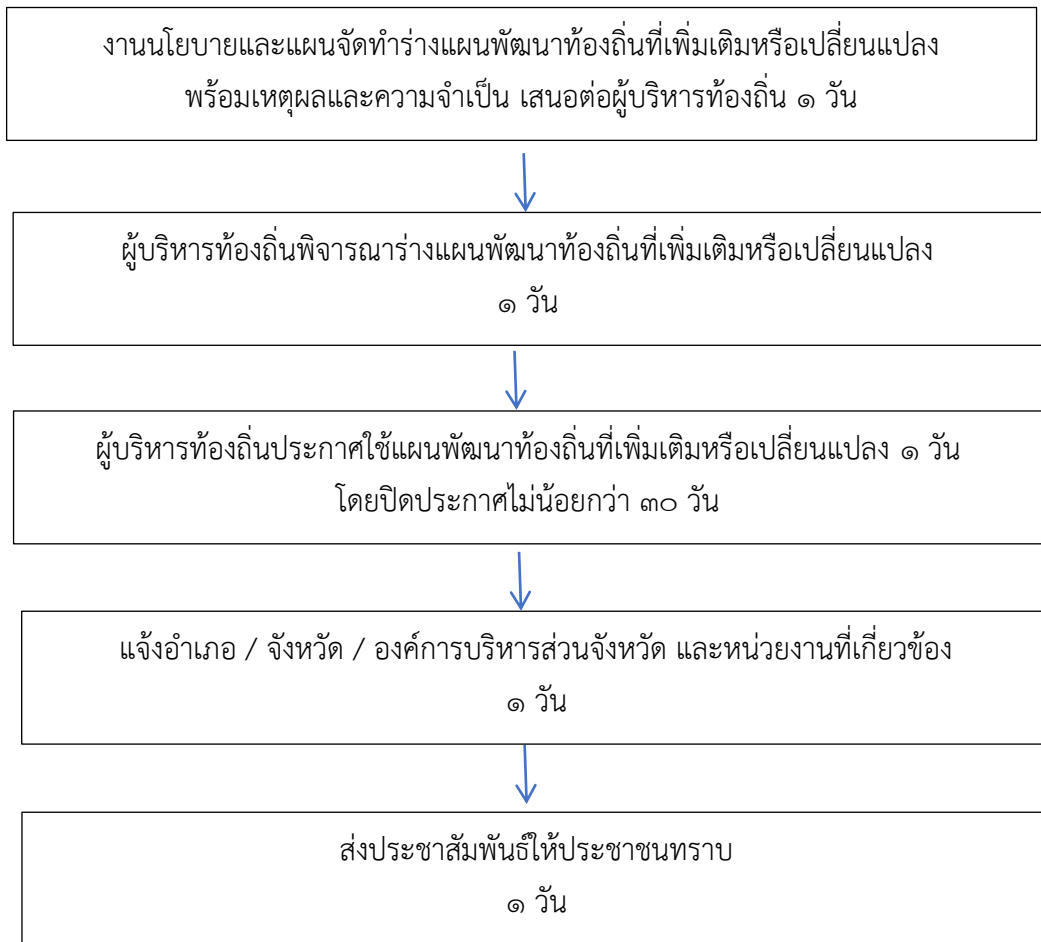 งานนโยบายและแผนจัดทำร่างแผนพัฒนาท้องถิ่นที่เพิ่มเติมหรือเปลี่ยนแปลง
พร้อมเหตุผลและความจำเป็น เสนอต่อผู้บริหารท้องถิ่น ๑ วัน
ผู้บริหารท้องถิ่นพิจารณาร่างแผนพัฒนาท้องถิ่นที่เพิ่มเติมหรือเปลี่ยนแปลง
๑ วัน
ผู้บริหารท้องถิ่นประกาศใช้แผนพัฒนาท้องถิ่นที่เพิ่มเติมหรือเปลี่ยนแปลง ๑ วัน
โดยปิดประกาศไม่น้อยกว่า ๓๐ วัน
แจ้งอำเภอ / จังหวัด / องค์การบริหารส่วนจังหวัด และหน่วยงานที่เกี่ยวข้อง
๑ วัน
ส่งประชาสัมพันธ์ให้ประชาชนทราบ
๑ วัน